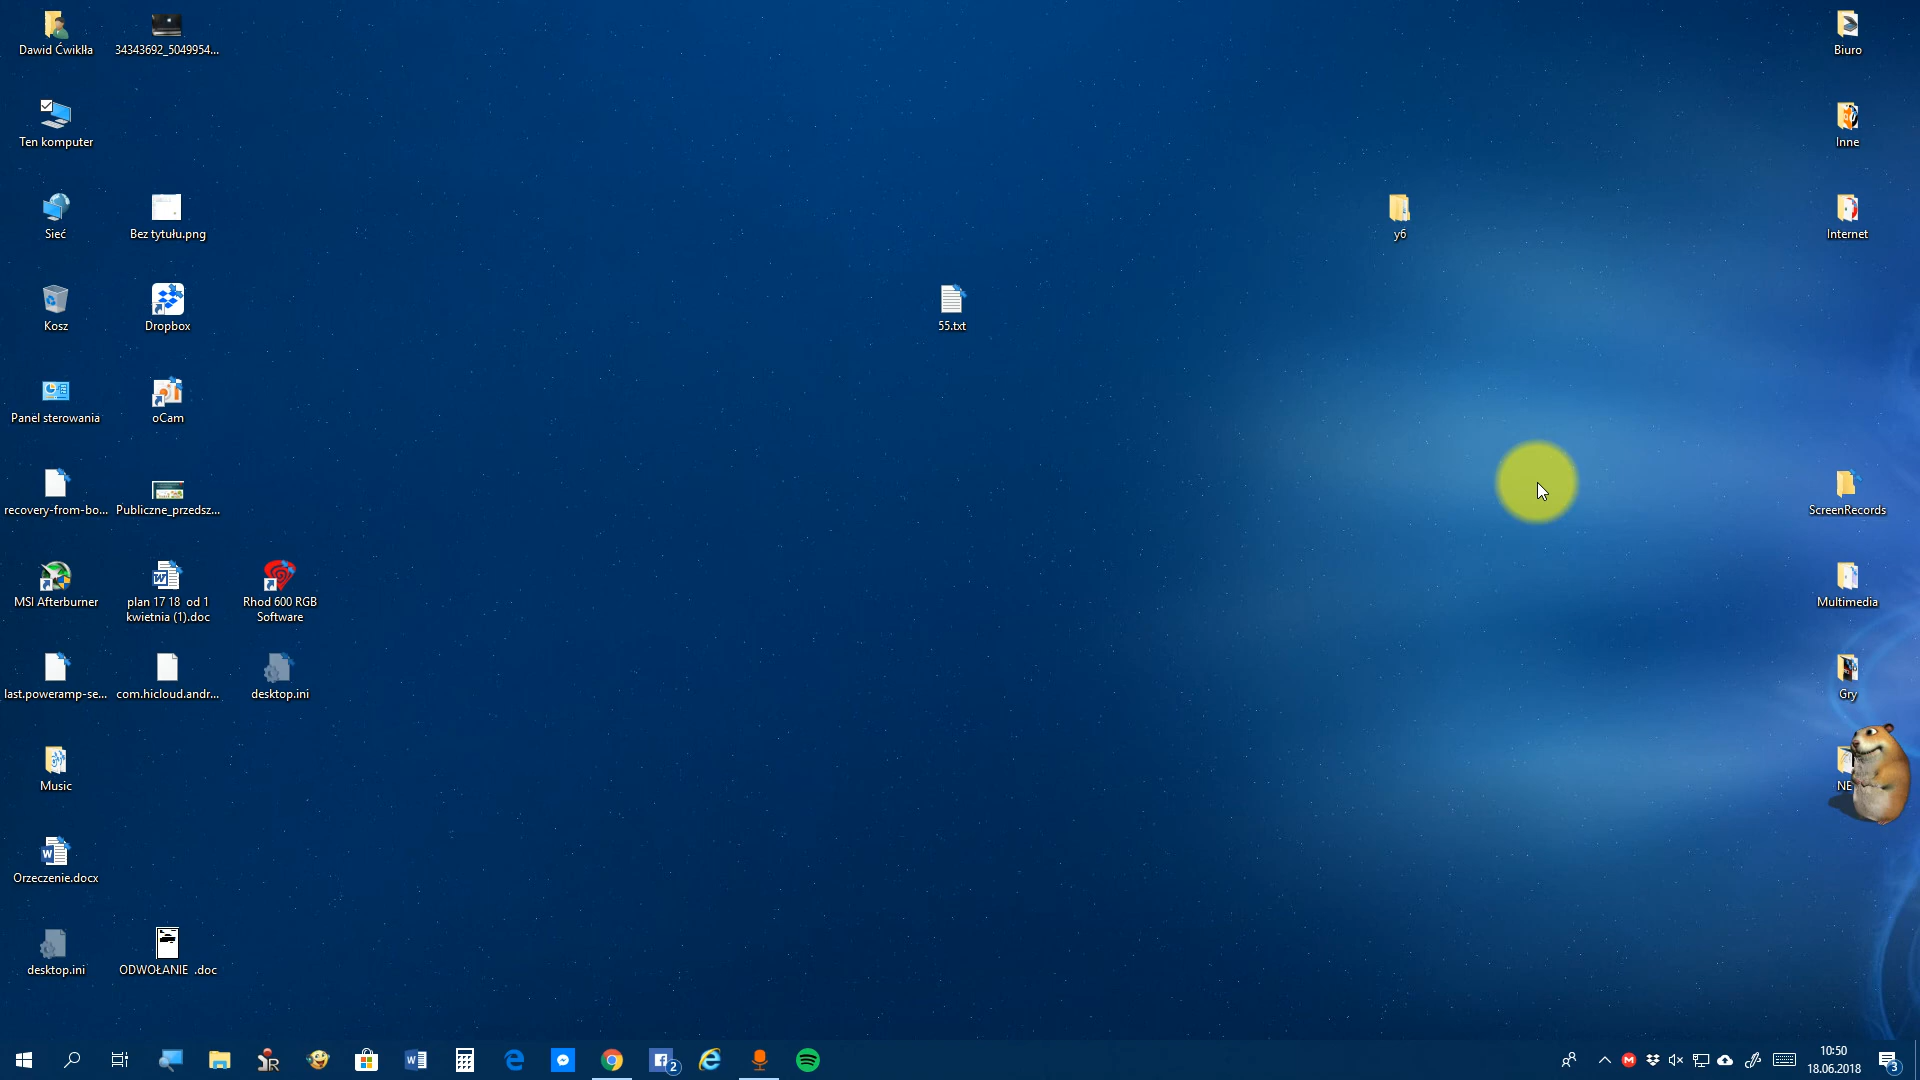 Dawid Ćwiklła
34343692_5049954...
Biuro
Ten komputer
Inne
Sieć
Bez tytułu.png
y6
Internet
Kosz
Dropbox
55.txt
Panel sterowania
oCam
recovery-from-bo...
Publiczne_przedsz...
ScreenRecords
MSI Afterburner
plan 17 18 od 1
kwietnia (1).doc
Rhod 600 RGB
Software
Multimedia
last.poweramp-se...
com.hicloud.andr...
desktop.ini
Gry
Music
NE
Orzeczenie.docx
desktop.ini
ODWOŁANIE .doc
2
10:50
18.06.2018
3